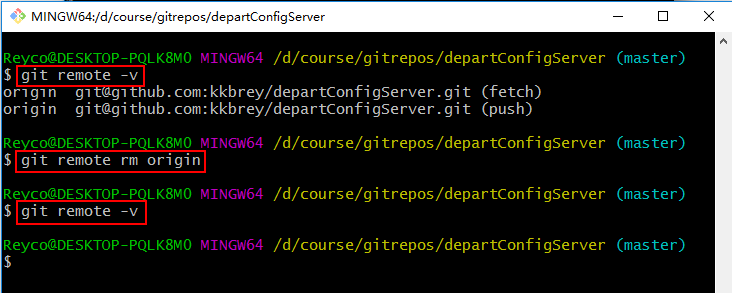 MINGW64:/d/course/gitrepos/departConfigServer
Reyco@DESKTOP-PQLK8M0 MINGW64 /d/course/gitrepos/departConfigServer (master)
$ git remote -v
origin  git@github.com:kkbrey/departConfigServer.git (fetch)
origin  git@github.com:kkbrey/departConfigServer.git (push)
Reyco@DESKTOP-PQLK8M0 MINGW64 /d/course/gitrepos/departConfigServer (master)
$ git remote rm origin
Reyco@DESKTOP-PQLK8M0 MINGW64 /d/course/gitrepos/departConfigServer (master)
$ git remote -v
Reyco@DESKTOP-PQLK8M0 MINGW64 /d/course/gitrepos/departConfigServer (master)
$